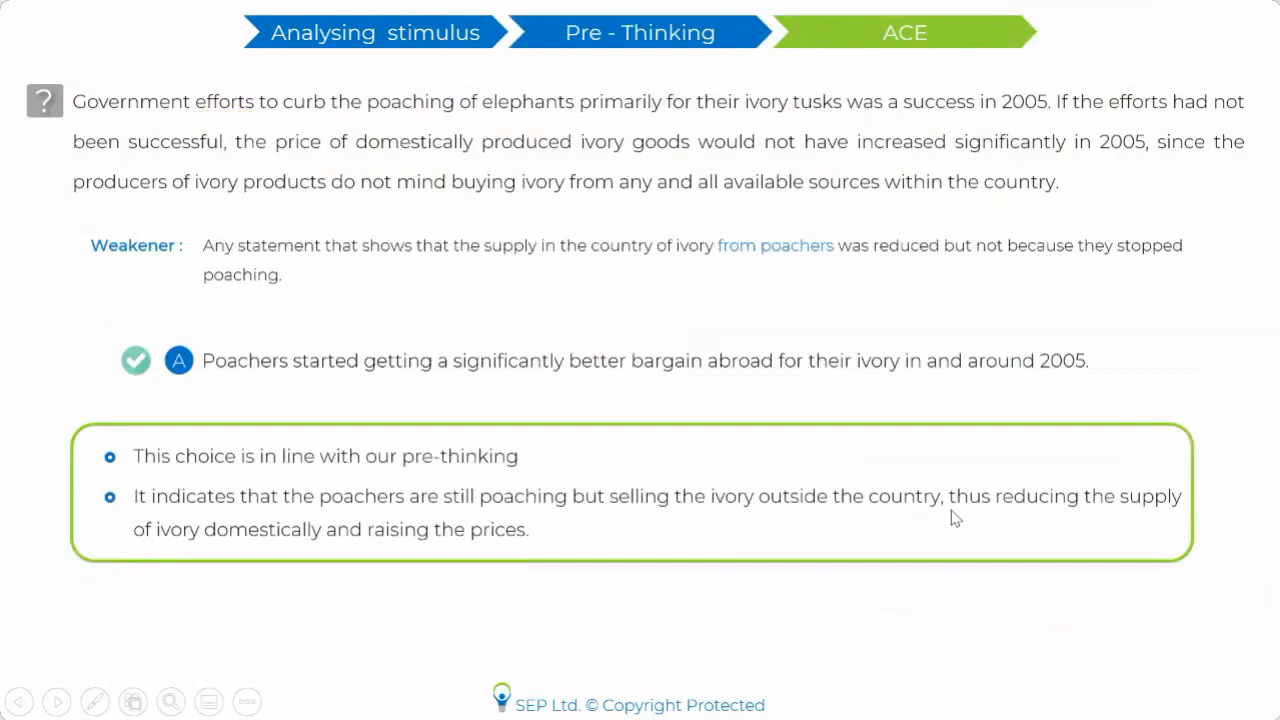 Analysing stimulus
Pre - Thinking
ACE
? Government efforts to curb the poaching of elephants primarily for their ivory tusks was a success in 2005. If the efforts had not
been successful, the price of domestically produced ivory goods would not have increased significantly in 2005, since the
producers of ivory products do not mind buying ivory from any and all available sources within the country.
Weakener : Any statement that shows that the supply in the country of ivory from poachers was reduced but not because they stopped
poaching.
A Poachers started getting a significantly better bargain abroad for their ivory in and around 2005.
This choice is in line with our pre-thinking
It indicates that the poachers are still poaching but selling the ivory outside the country, thus reducing the supply
of ivory domestically and raising the prices.
SEP Ltd. © Copyright Protected